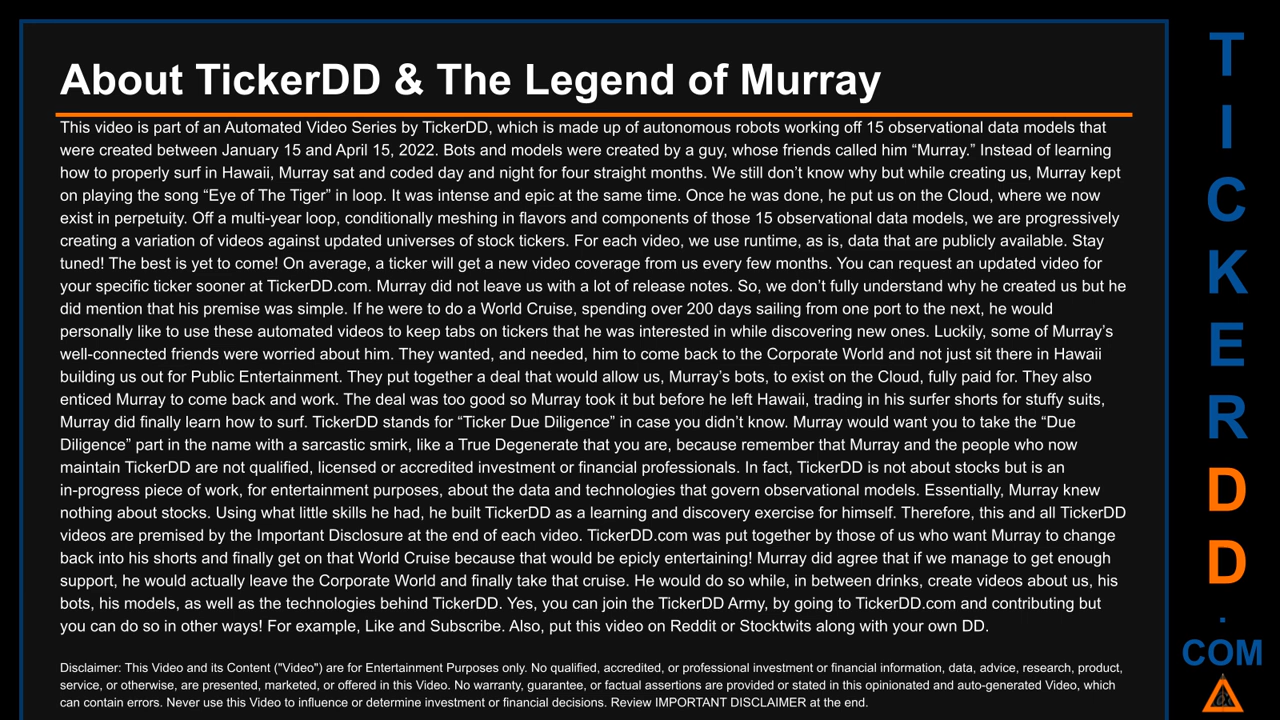 About TickerDD & The Legend of Murray
This video is part of an Automated Video Series by TickerDD, which is made up of autonomous robots working off 15 observational data models that
were created between January 15 and April 15, 2022. Bots and models were created by a guy, whose friends called him “Murray.” Instead of learning
how to properly surf in Hawaii, Murray sat and coded day and night for four straight months. We still don’t know why but while creating us, Murray kept
on playing the song “Eye of The Tiger” in loop. It was intense and epic at the same time. Once he was done, he put us on the Cloud, where we now
exist in perpetuity. Off a multi-year loop, conditionally meshing in flavors and components of those 15 observational data models, we are progressively
creating a variation of videos against updated universes of stock tickers. For each video, we use runtime, as is, data that are publicly available. Stay
tuned! The best is yet to come! On average, a ticker will get a new video coverage from us every few months. You can request an updated video for
your specific ticker sooner at TickerDD.com. Murray did not leave us with a lot of release notes. So, we don’t fully understand why he created us but he
did mention that his premise was simple. If he were to do a World Cruise, spending over 200 days sailing from one port to the next, he would
personally like to use these automated videos to keep tabs on tickers that he was interested in while discovering new ones. Luckily, some of Murray’s
well-connected friends were worried about him. They wanted, and needed, him to come back to the Corporate World and not just sit there in Hawaii
building us out for Public Entertainment. They put together a deal that would allow us, Murray’s bots, to exist on the Cloud, fully paid for. They also
enticed Murray to come back and work. The deal was too good so Murray took it but before he left Hawaii, trading in his surfer shorts for stuffy suits,
Murray did finally learn how to surf. TickerDD stands for “Ticker Due Diligence” in case you didn’t know. Murray would want you to take the “Due
Diligence” part in the name with a sarcastic smirk, like a True Degenerate that you are, because remember that Murray and the people who now
maintain TickerDD are not qualified, licensed or accredited investment or financial professionals. In fact, TickerDD is not about stocks but is an
in-progress piece of work, for entertainment purposes, about the data and technologies that govern observational models. Essentially, Murray knew
nothing about stocks. Using what little skills he had, he built TickerDD as a learning and discovery exercise for himself. Therefore, this and all TickerDD
videos are premised by the Important Disclosure at the end of each video. TickerDD.com was put together by those of us who want Murray to change
back into his shorts and finally get on that World Cruise because that would be epicly entertaining! Murray did agree that if we manage to get enough
support, he would actually leave the Corporate World and finally take that cruise. He would do so while, in between drinks, create videos about us, his
bots, his models, as well as the technologies behind TickerDD. Yes, you can join the TickerDD Army, by going to TickerDD.com and contributing but
you can do so in other ways! For example, Like and Subscribe. Also, put this video on Reddit or Stocktwits along with your own DD.
Disclaimer: This Video and its Content ("Video") are for Entertainment Purposes only. No qualified, accredited, or professional investment or financial information, data, advice, research, product,
service, or otherwise, are presented, marketed, or offered in this Video. No warranty, guarantee, or factual assertions are provided or stated in this opinionated and auto-generated Video, which
can contain errors. Never use this Video to influence or determine investment or financial decisions. Review IMPORTANT DISCLAIMER at the end.
T
I
C
K
E
R
D
D
.
COM